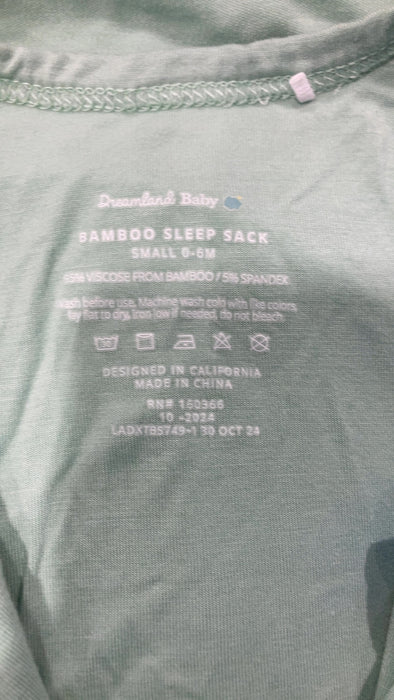 Dreamland Baby
BAMBOO SLEEP SACK
SMALL 0-6M
95% VISCOSE FROM BAMBOO / 5% SPANDEX
Wash before use. Machine wash cold with like colors,
lay flat to dry, iron low if needed, do not bleach
DESIGNED IN CALIFORNIA
MADE IN CHINA
RN# 160366
10 -2024
LADXTBS749-1 30 OCT 24